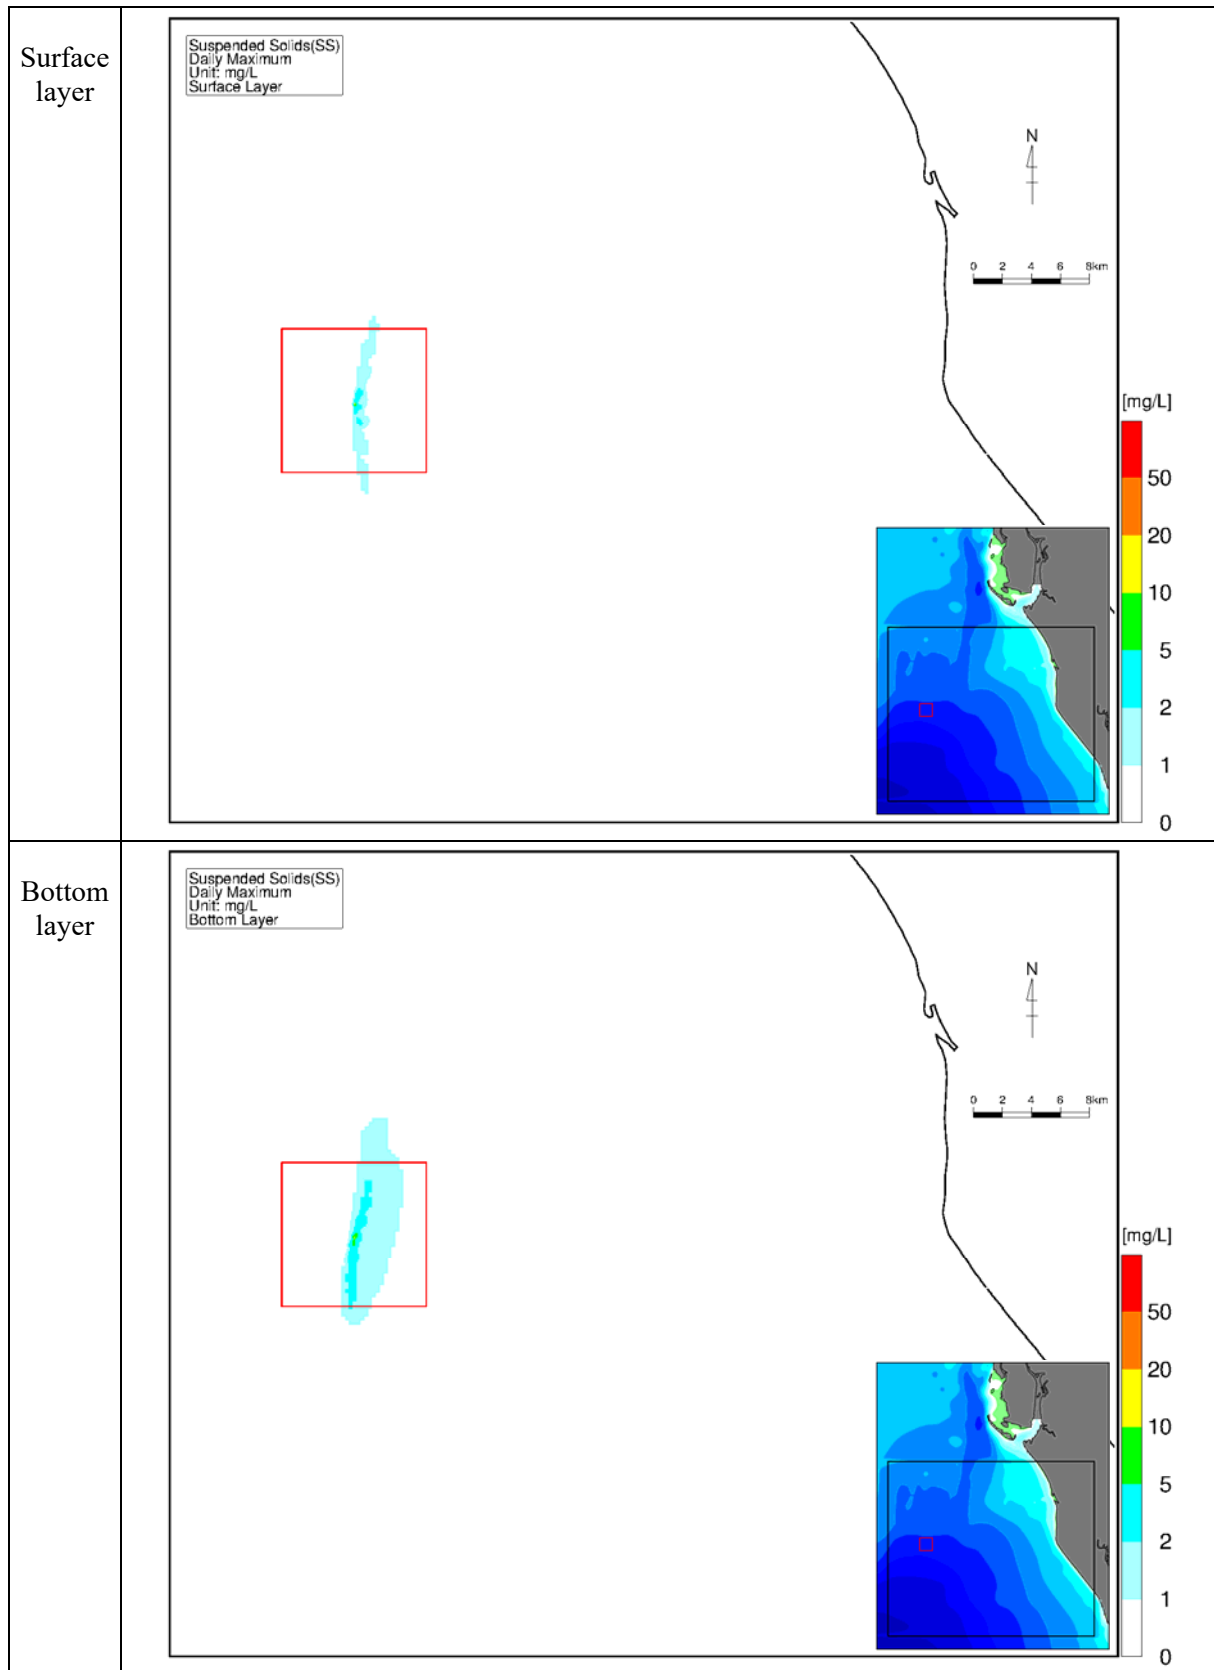 Surface
layer
Suspended Solids(SS)
Daily Maximum
Unit: mg/L
Surface Layer
N
0 2 4 6 8km
[mg/L]
50
20
10
5
2
1
0
Bottom
layer
Suspended Solids(SS)
Daily Maximum
Unit: mg/L
Bottom Layer
N
0 2 4 6 8km
[mg/L]
50
20
10
5
2
1
0